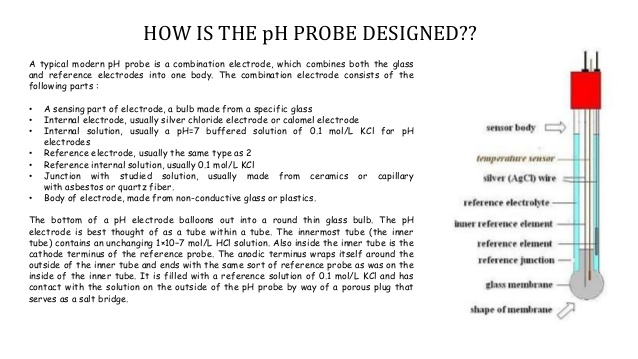 HOW IS THE pH PROBE DESIGNED??
A typical modern pH probe is a combination electrode, which combines both the glass
and reference electrodes into one body. The combination electrode consists of the
following parts :
• A sensing part of electrode, a bulb made from a specific glass
• Internal electrode, usually silver chloride electrode or calomel electrode
• Internal solution, usually a pH=7 buffered solution of 0.1 mol/L KCl for pH
electrodes
• Reference electrode, usually the same type as 2
• Reference internal solution, usually 0.1 mol/L KCl
• Junction with studied solution, usually made from ceramics or capillary
with asbestos or quartz fiber.
• Body of electrode, made from non-conductive glass or plastics.
The bottom of a pH electrode balloons out into a round thin glass bulb. The pH
electrode is best thought of as a tube within a tube. The innermost tube (the inner
tube) contains an unchanging 1×10−7 mol/L HCl solution. Also inside the inner tube is the
cathode terminus of the reference probe. The anodic terminus wraps itself around the
outside of the inner tube and ends with the same sort of reference probe as was on the
inside of the inner tube. It is filled with a reference solution of 0.1 mol/L KCl and has
contact with the solution on the outside of the pH probe by way of a porous plug that
serves as a salt bridge.
sensor body
temperature sensor
silver (AgCl) wire
reference electrolyte
inner reference element
reference element
reference junction
glass membrane
shape of membrane